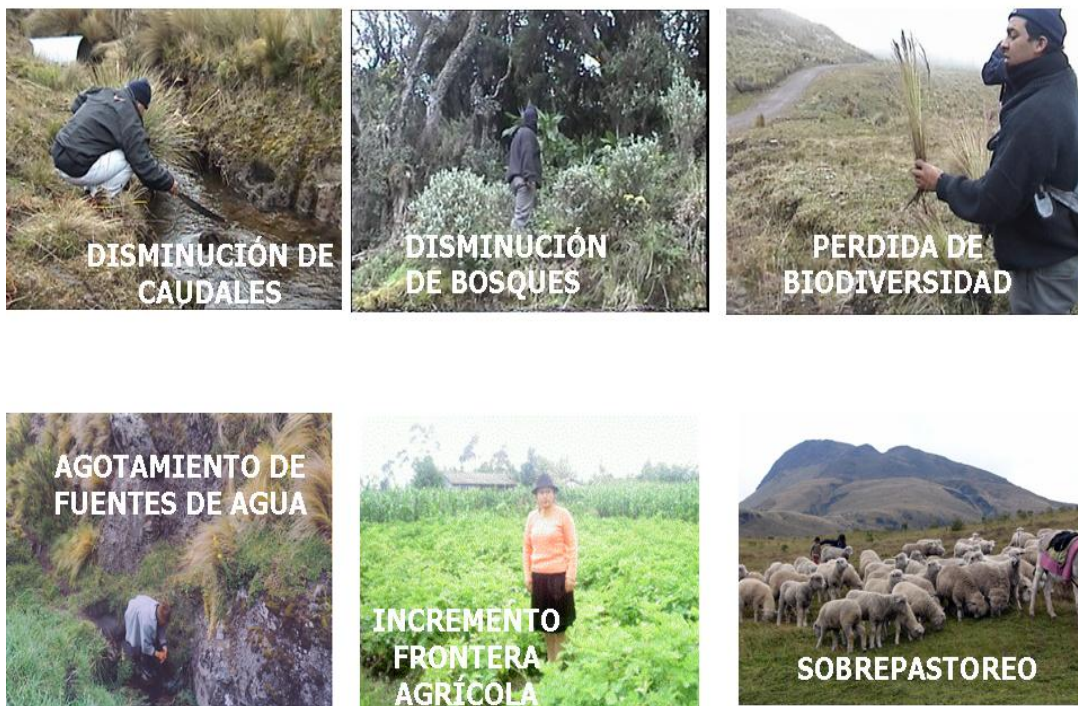 DISMINUCIÓN DE
CAUDALES
DISMINUCIÓN
DE BOSQUES
PERDIDA DE
BIODIVERSIDAD
AGOTAMIENTO DE
FUENTES DE AGUA
INCREMENTO
FRONTERA
AGRÍCOLA
SOBREPASTOREO